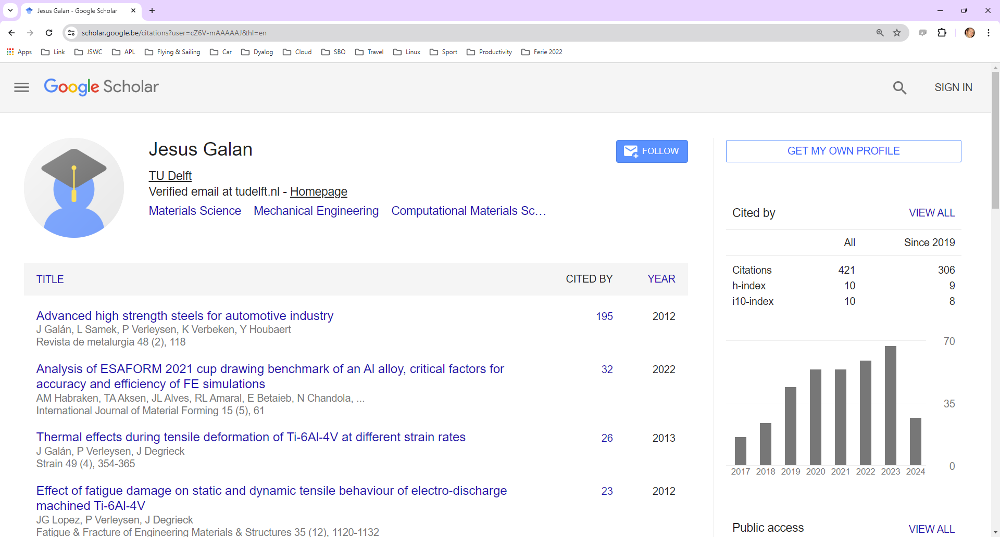 Jesus Galan - Google Scholar
scholar.google.be/citations?user=cZ6V-mAAAAAJ&hl=en
Apps
Link
JSWC
APL
Flying & Sailing
Car
Dyalog
Cloud
SBO
Travel
Linux
Sport
Productivity
Ferie 2022
Google Scholar
SIGN IN
Jesus Galan
FOLLOW
TU Delft
Verified email at tudelft.nl - Homepage
Materials Science Mechanical Engineering Computational Materials Sc…
TITLE CITED BY YEAR
Advanced high strength steels for automotive industry 195 2012
J Galán, L Samek, P Verleysen, K Verbeken, Y Houbaert
Revista de metalurgia 48 (2), 118
Analysis of ESAFORM 2021 cup drawing benchmark of an Al alloy, critical factors for 32 2022
accuracy and efficiency of FE simulations
AM Habraken, TA Aksen, JL Alves, RL Amaral, E Betaieb, N Chandola, ...
International Journal of Material Forming 15 (5), 61
Thermal effects during tensile deformation of Ti-6Al-4V at different strain rates 26 2013
J Galán, P Verleysen, J Degrieck
Strain 49 (4), 354-365
Effect of fatigue damage on static and dynamic tensile behaviour of electro-discharge 23 2012
machined Ti-6Al-4V
JG Lopez, P Verleysen, J Degrieck
Fatigue & Fracture of Engineering Materials & Structures 35 (12), 1120-1132
GET MY OWN PROFILE
Cited by VIEW ALL
All Since 2019
Citations 421 306
h-index 10 9
i10-index 10 8
70
35
0
2017 2018 2019 2020 2021 2022 2023 2024
Public access VIEW ALL